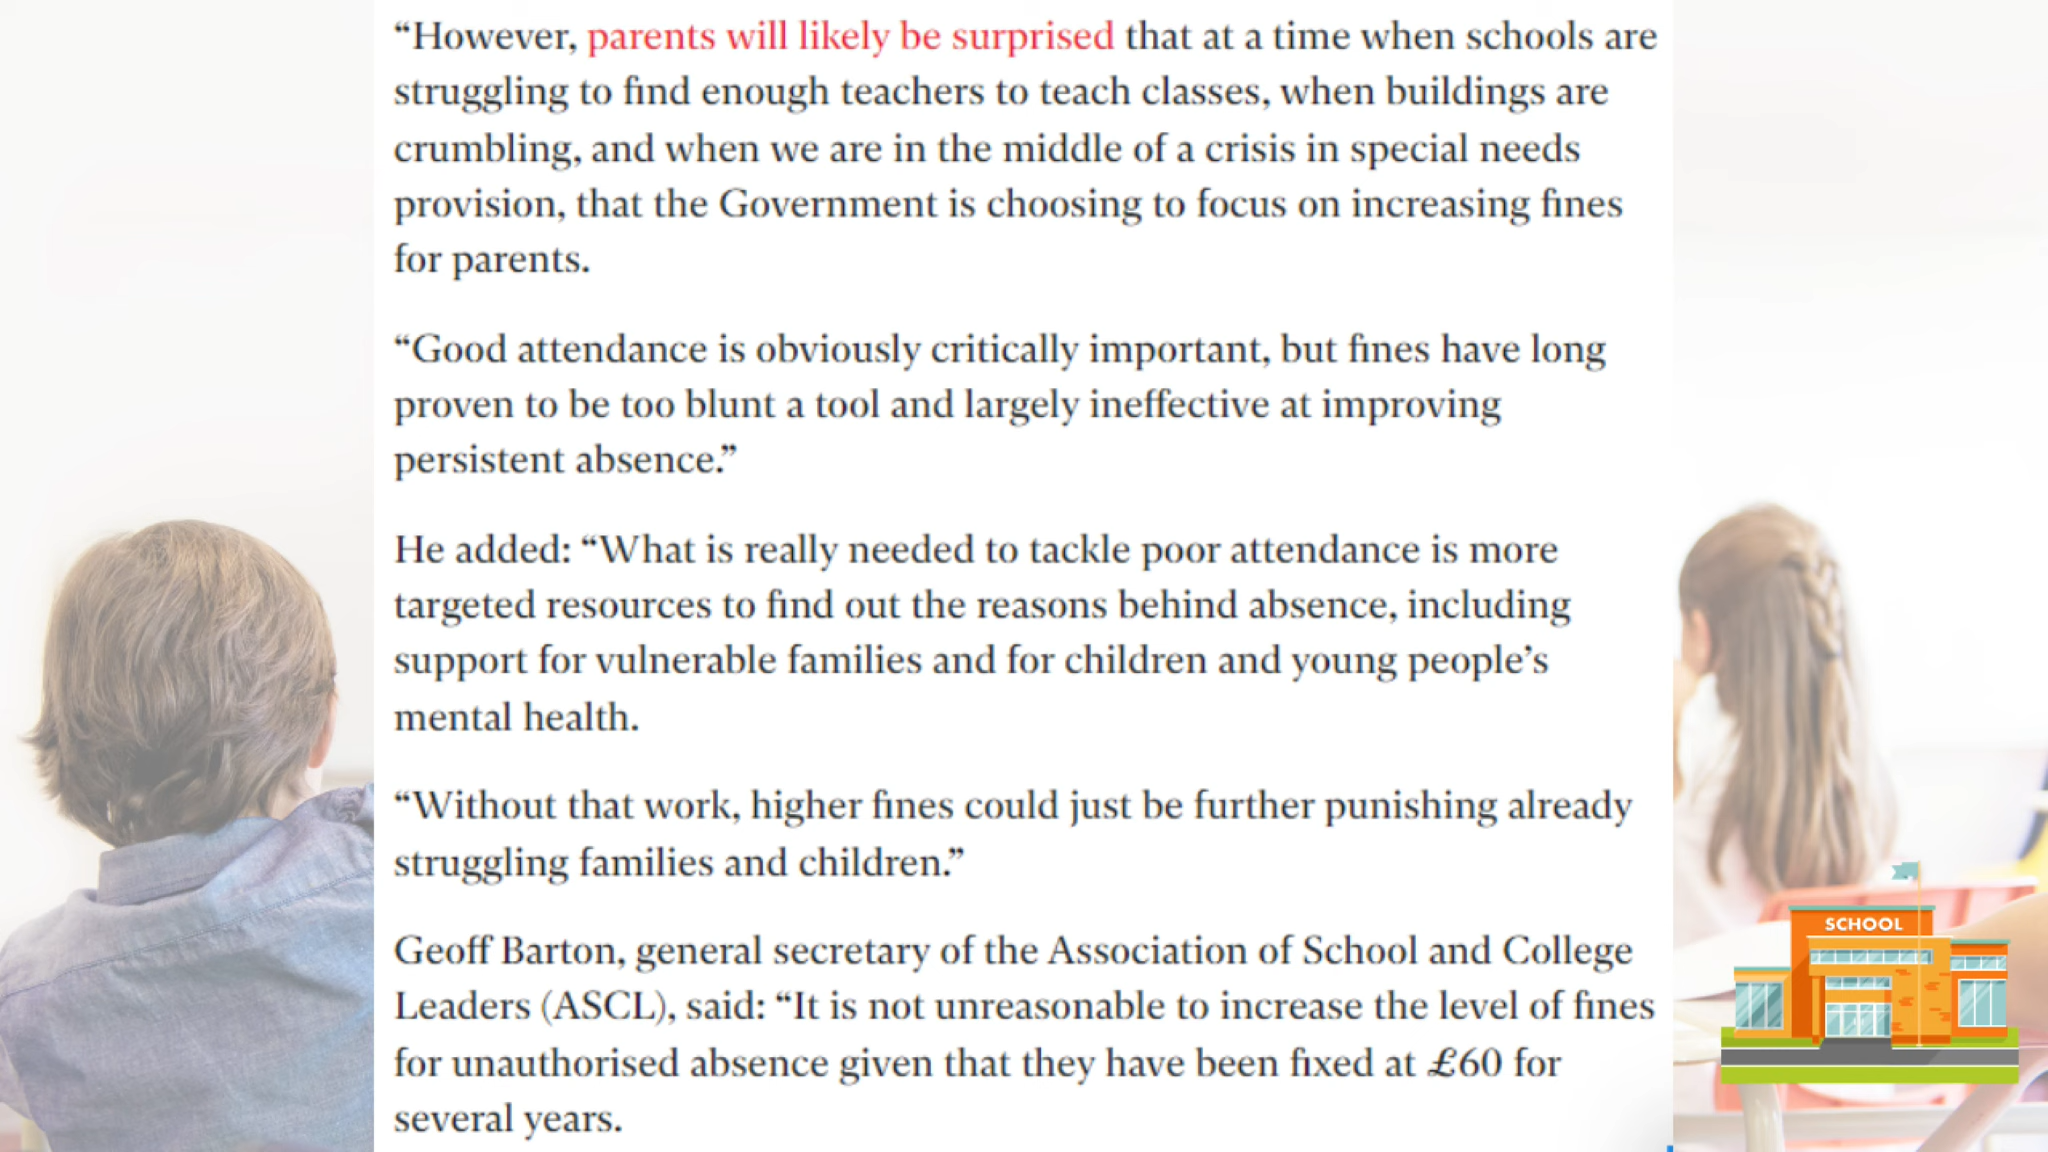 “However, parents will likely be surprised that at a time when schools are
struggling to find enough teachers to teach classes, when buildings are
crumbling, and when we are in the middle of a crisis in special needs
provision, that the Government is choosing to focus on increasing fines
for parents.
“Good attendance is obviously critically important, but fines have long
proven to be too blunt a tool and largely ineffective at improving
persistent absence.”
He added: “What is really needed to tackle poor attendance is more
targeted resources to find out the reasons behind absence, including
support for vulnerable families and for children and young people’s
mental health.
“Without that work, higher fines could just be further punishing already
struggling families and children.”
Geoff Barton, general secretary of the Association of School and College
Leaders (ASCL), said: “It is not unreasonable to increase the level of fines
for unauthorised absence given that they have been fixed at £60 for
several years.
SCHOOL